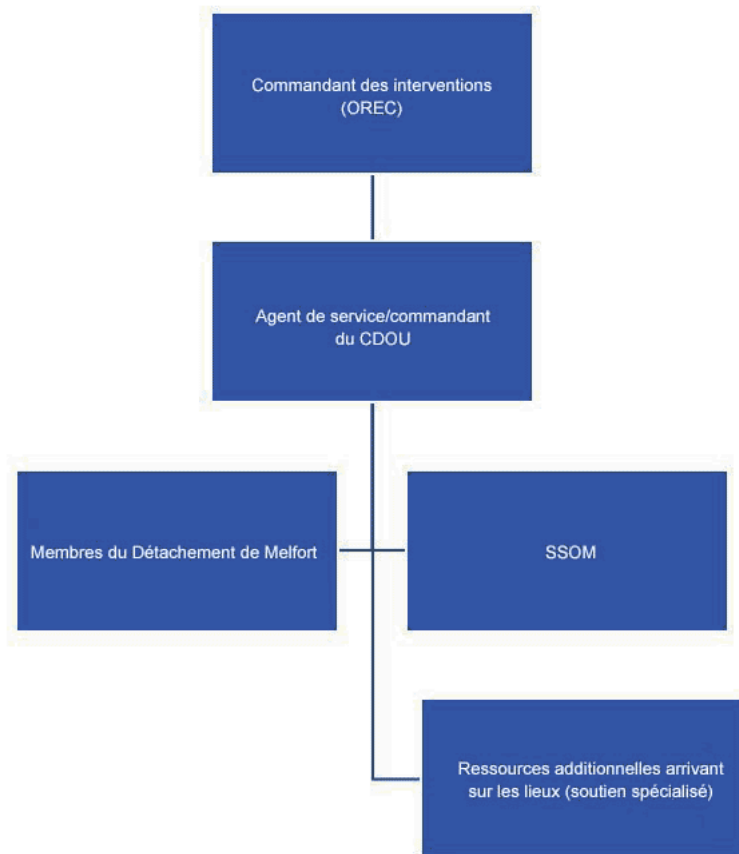 Commandant des interventions
(OREC)
Agent de service/commandant
du CDOU
Membres du Détachement de Melfort
SSOM
Ressources additionnelles arrivant
sur les lieux (soutien spécialisé)